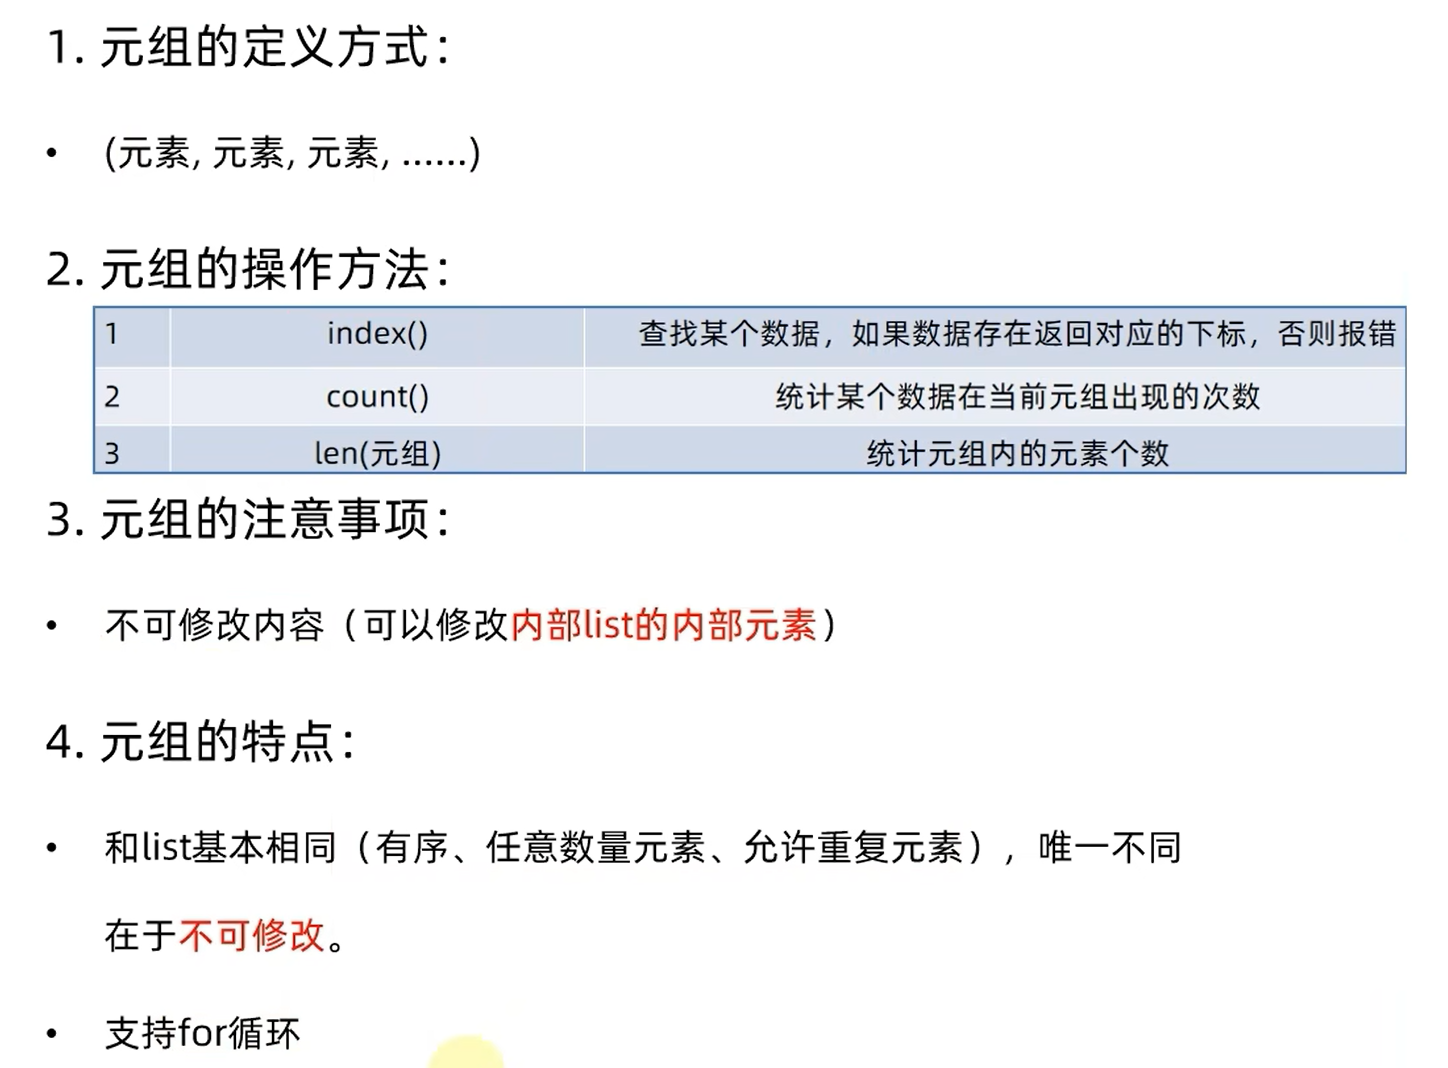 1. 元组的定义方式：
• (元素, 元素, 元素, ......)
2. 元组的操作方法：
1 index() 查找某个数据，如果数据存在返回对应的下标，否则报错
2 count() 统计某个数据在当前元组出现的次数
3 len(元组) 统计元组内的元素个数
3. 元组的注意事项：
• 不可修改内容（可以修改内部list的内部元素）
4. 元组的特点：
• 和list基本相同（有序、任意数量元素、允许重复元素），唯一不同
在于不可修改。
• 支持for循环